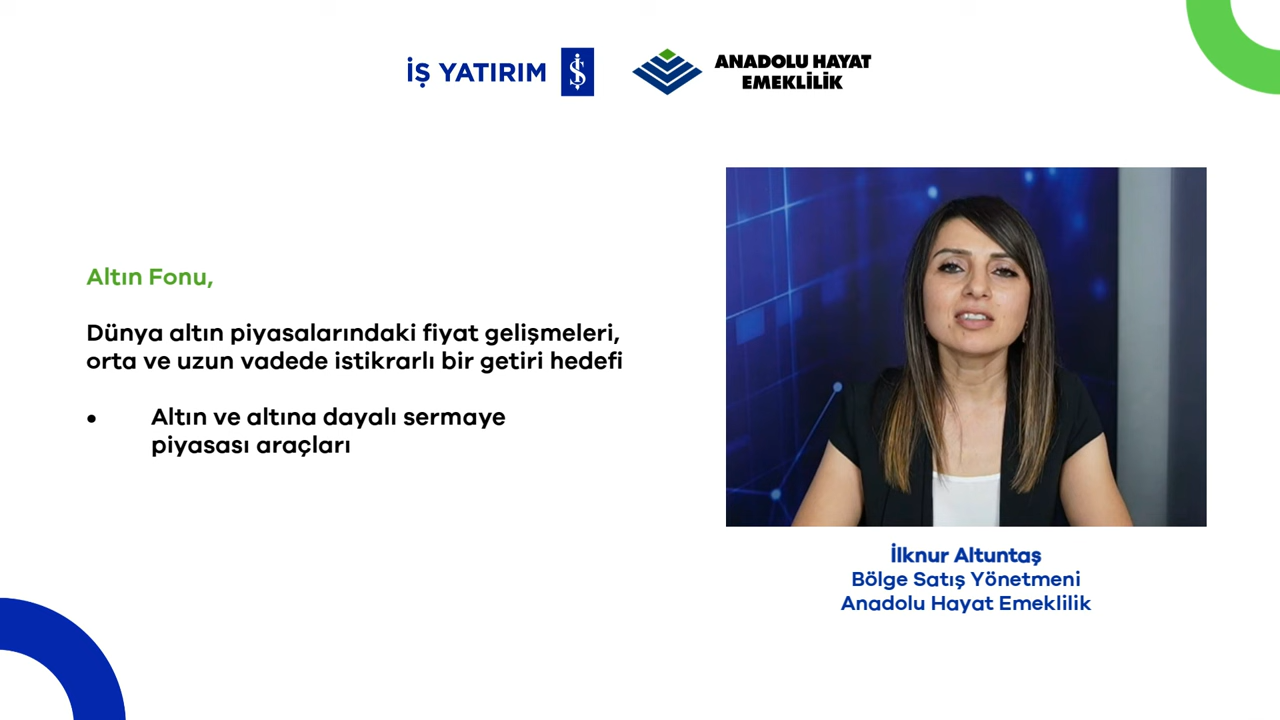 İŞ YATIRIM
ANADOLU HAYAT
EMEKLİLİK
Altın Fonu,
Dünya altın piyasalarındaki fiyat gelişmeleri,
orta ve uzun vadede istikrarlı bir getiri hedefi
• Altın ve altına dayalı sermaye
piyasası araçları
İlknur Altuntaş
Bölge Satış Yönetmeni
Anadolu Hayat Emeklilik